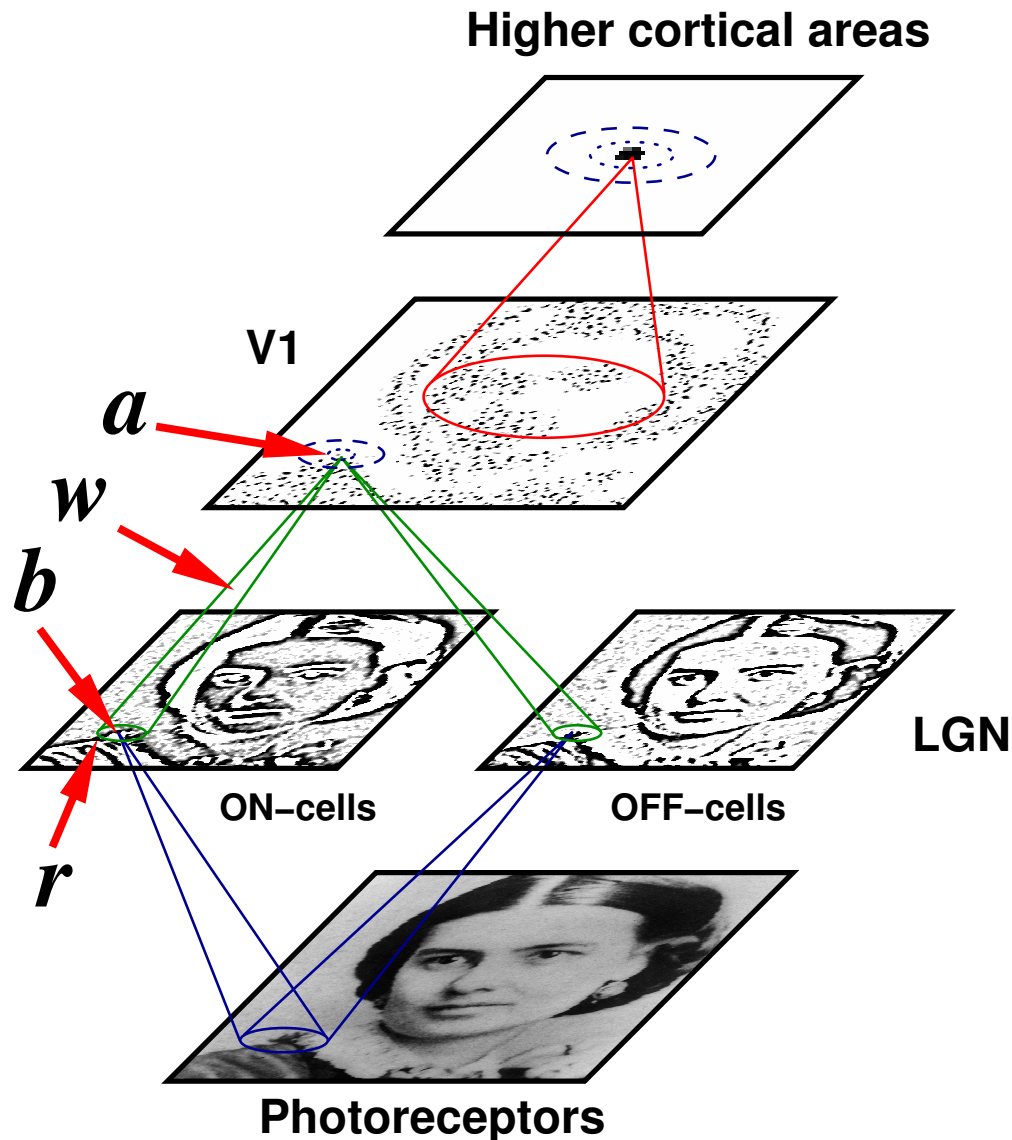 Higher cortical areas
V1
a
w
b
LGN
ON−cells
OFF−cells
r
Photoreceptors